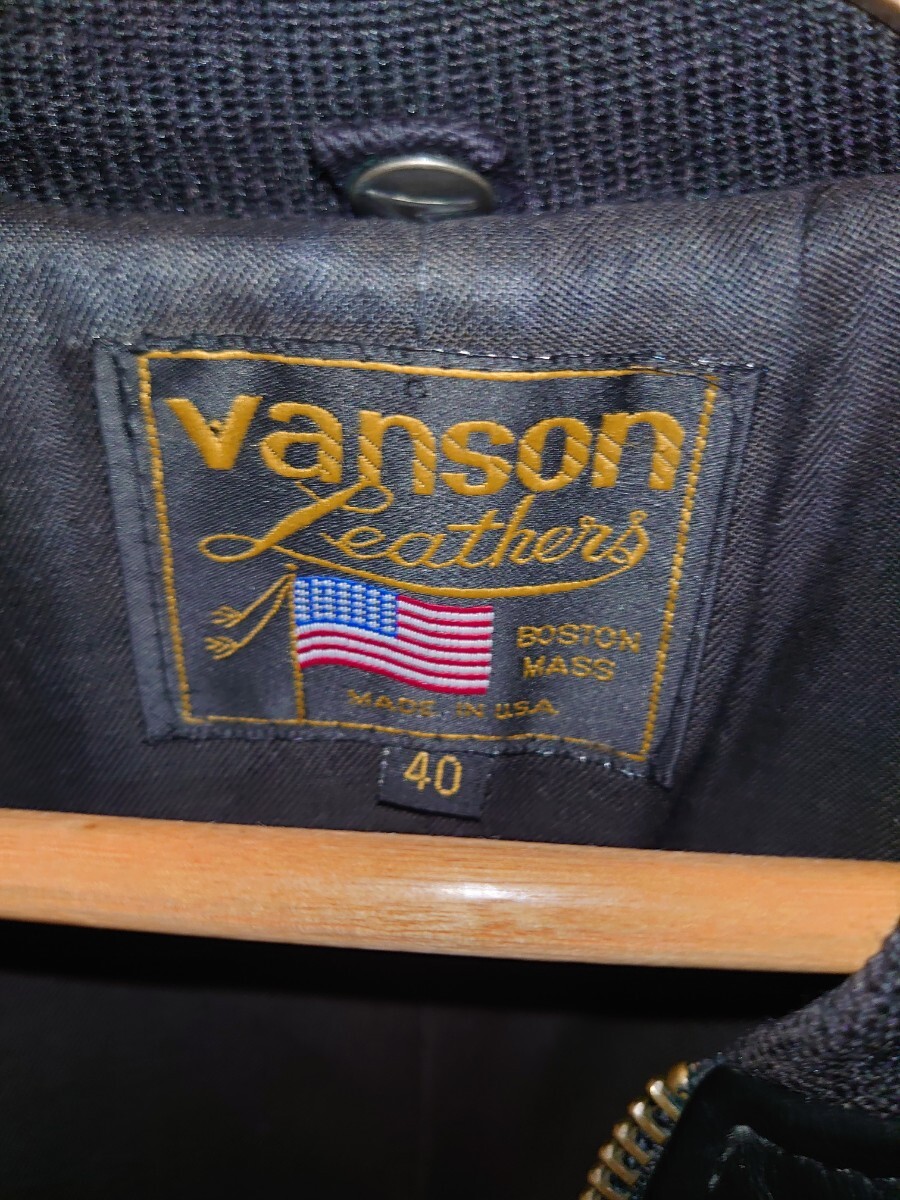 vanson
Leathers
BOSTON
MASS
MADE IN USA
40